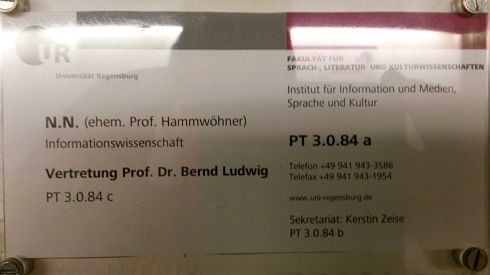 UR
Universität Regensburg
N.N. (ehem. Prof. Hammwöhner)
Informationswissenschaft
Vertretung Prof. Dr. Bernd Ludwig
PT 3.0.84 c
FAKULTÄT FÜR
SPRACH-, LITERATUR- UND KULTURWISSENSCHAFTEN
Institut für Information und Medien,
Sprache und Kultur
PT 3.0.84 a
Telefon +49 941 943-3586
Telefax +49 941 943-1954
www.uni-regensburg.de
Sekretariat: Kerstin Zeise
PT 3.0.84 b